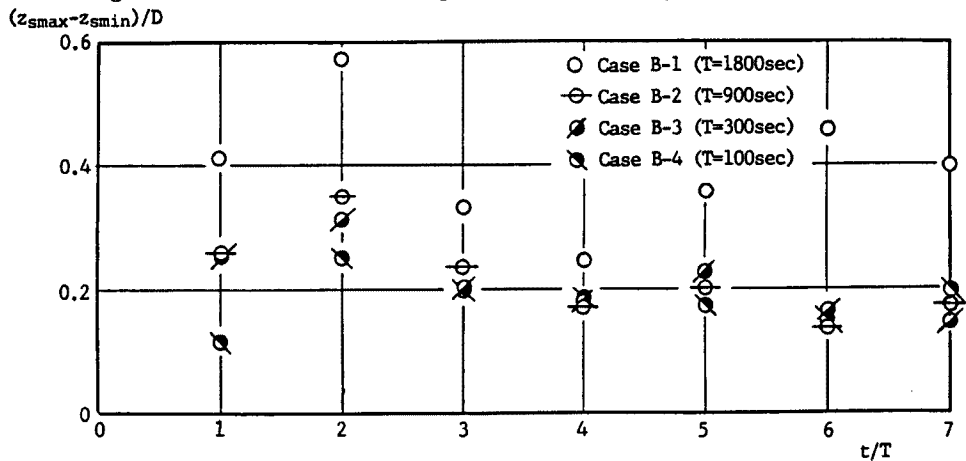 (zsmax-zsmin)/D
0.6
Case B-1 (T=1800sec)
Case B-2 (T=900sec)
Case B-3 (T=300sec)
0.4
Case B-4 (T=100sec)
0.2
0
0 1 2 3 4 5 6 7
t/T